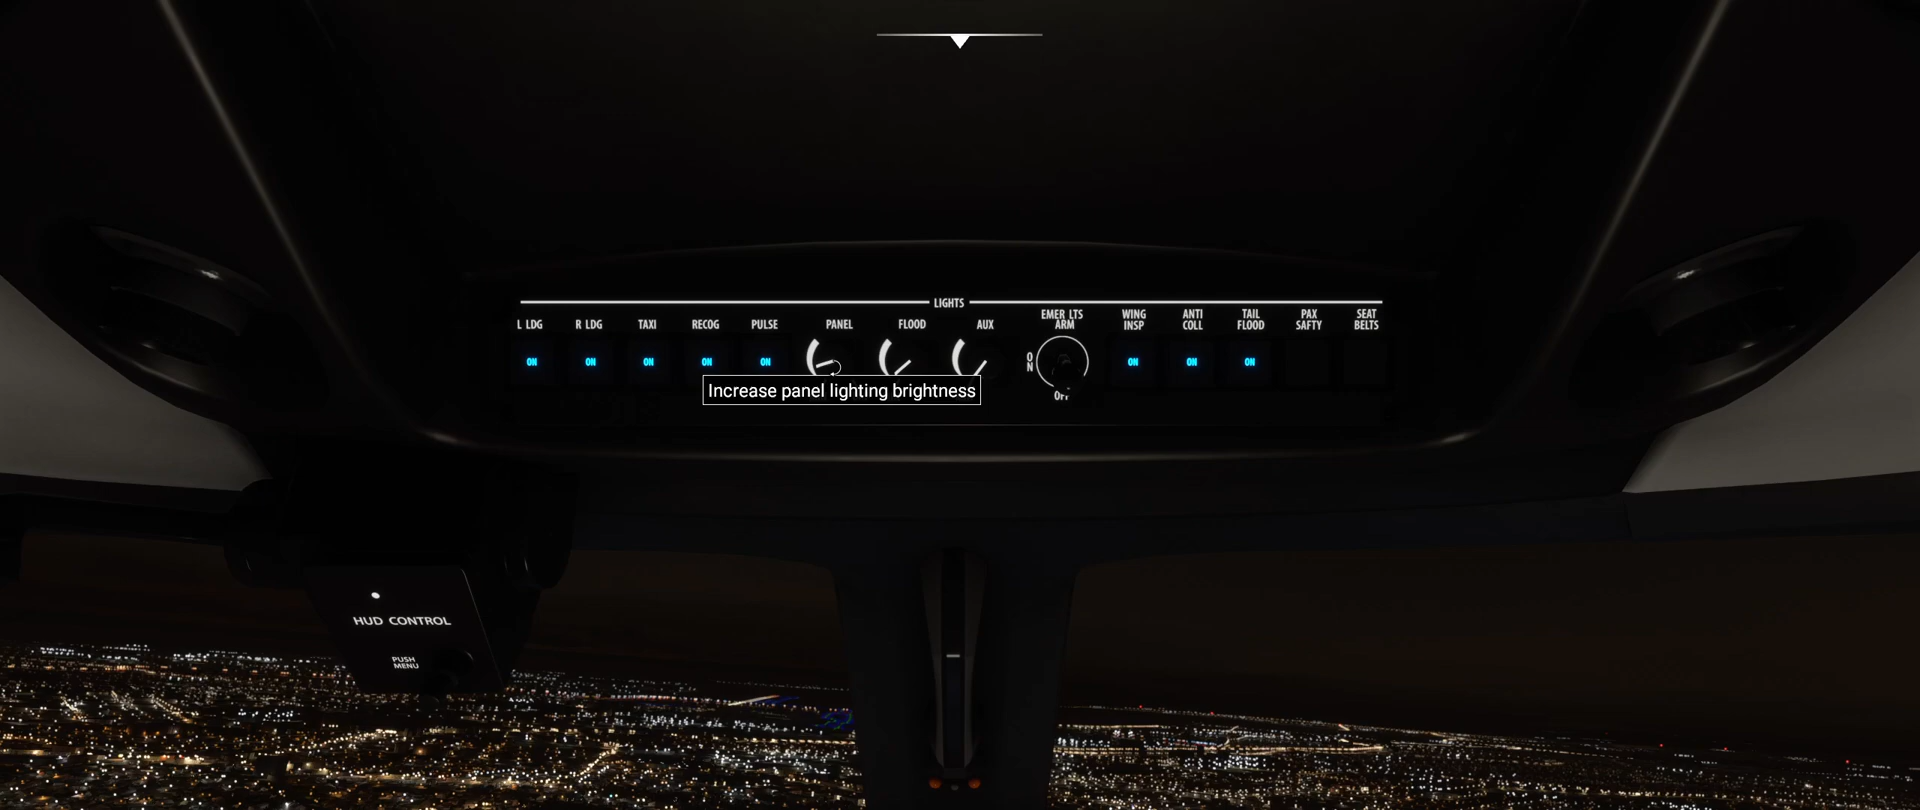 LIGHTS
L LDG
R LDG
TAXI
RECOG
PULSE
PANEL
FLOOD
AUX
EMER LTS
ARM
WING
INSP
ANTI
COLL
TAIL
FLOOD
PAX
SAFTY
SEAT
BELTS
ON
ON
ON
ON
ON
ON
ON
ON
ON
OFF
Increase panel lighting brightness
HUD CONTROL
PUSH
MENU